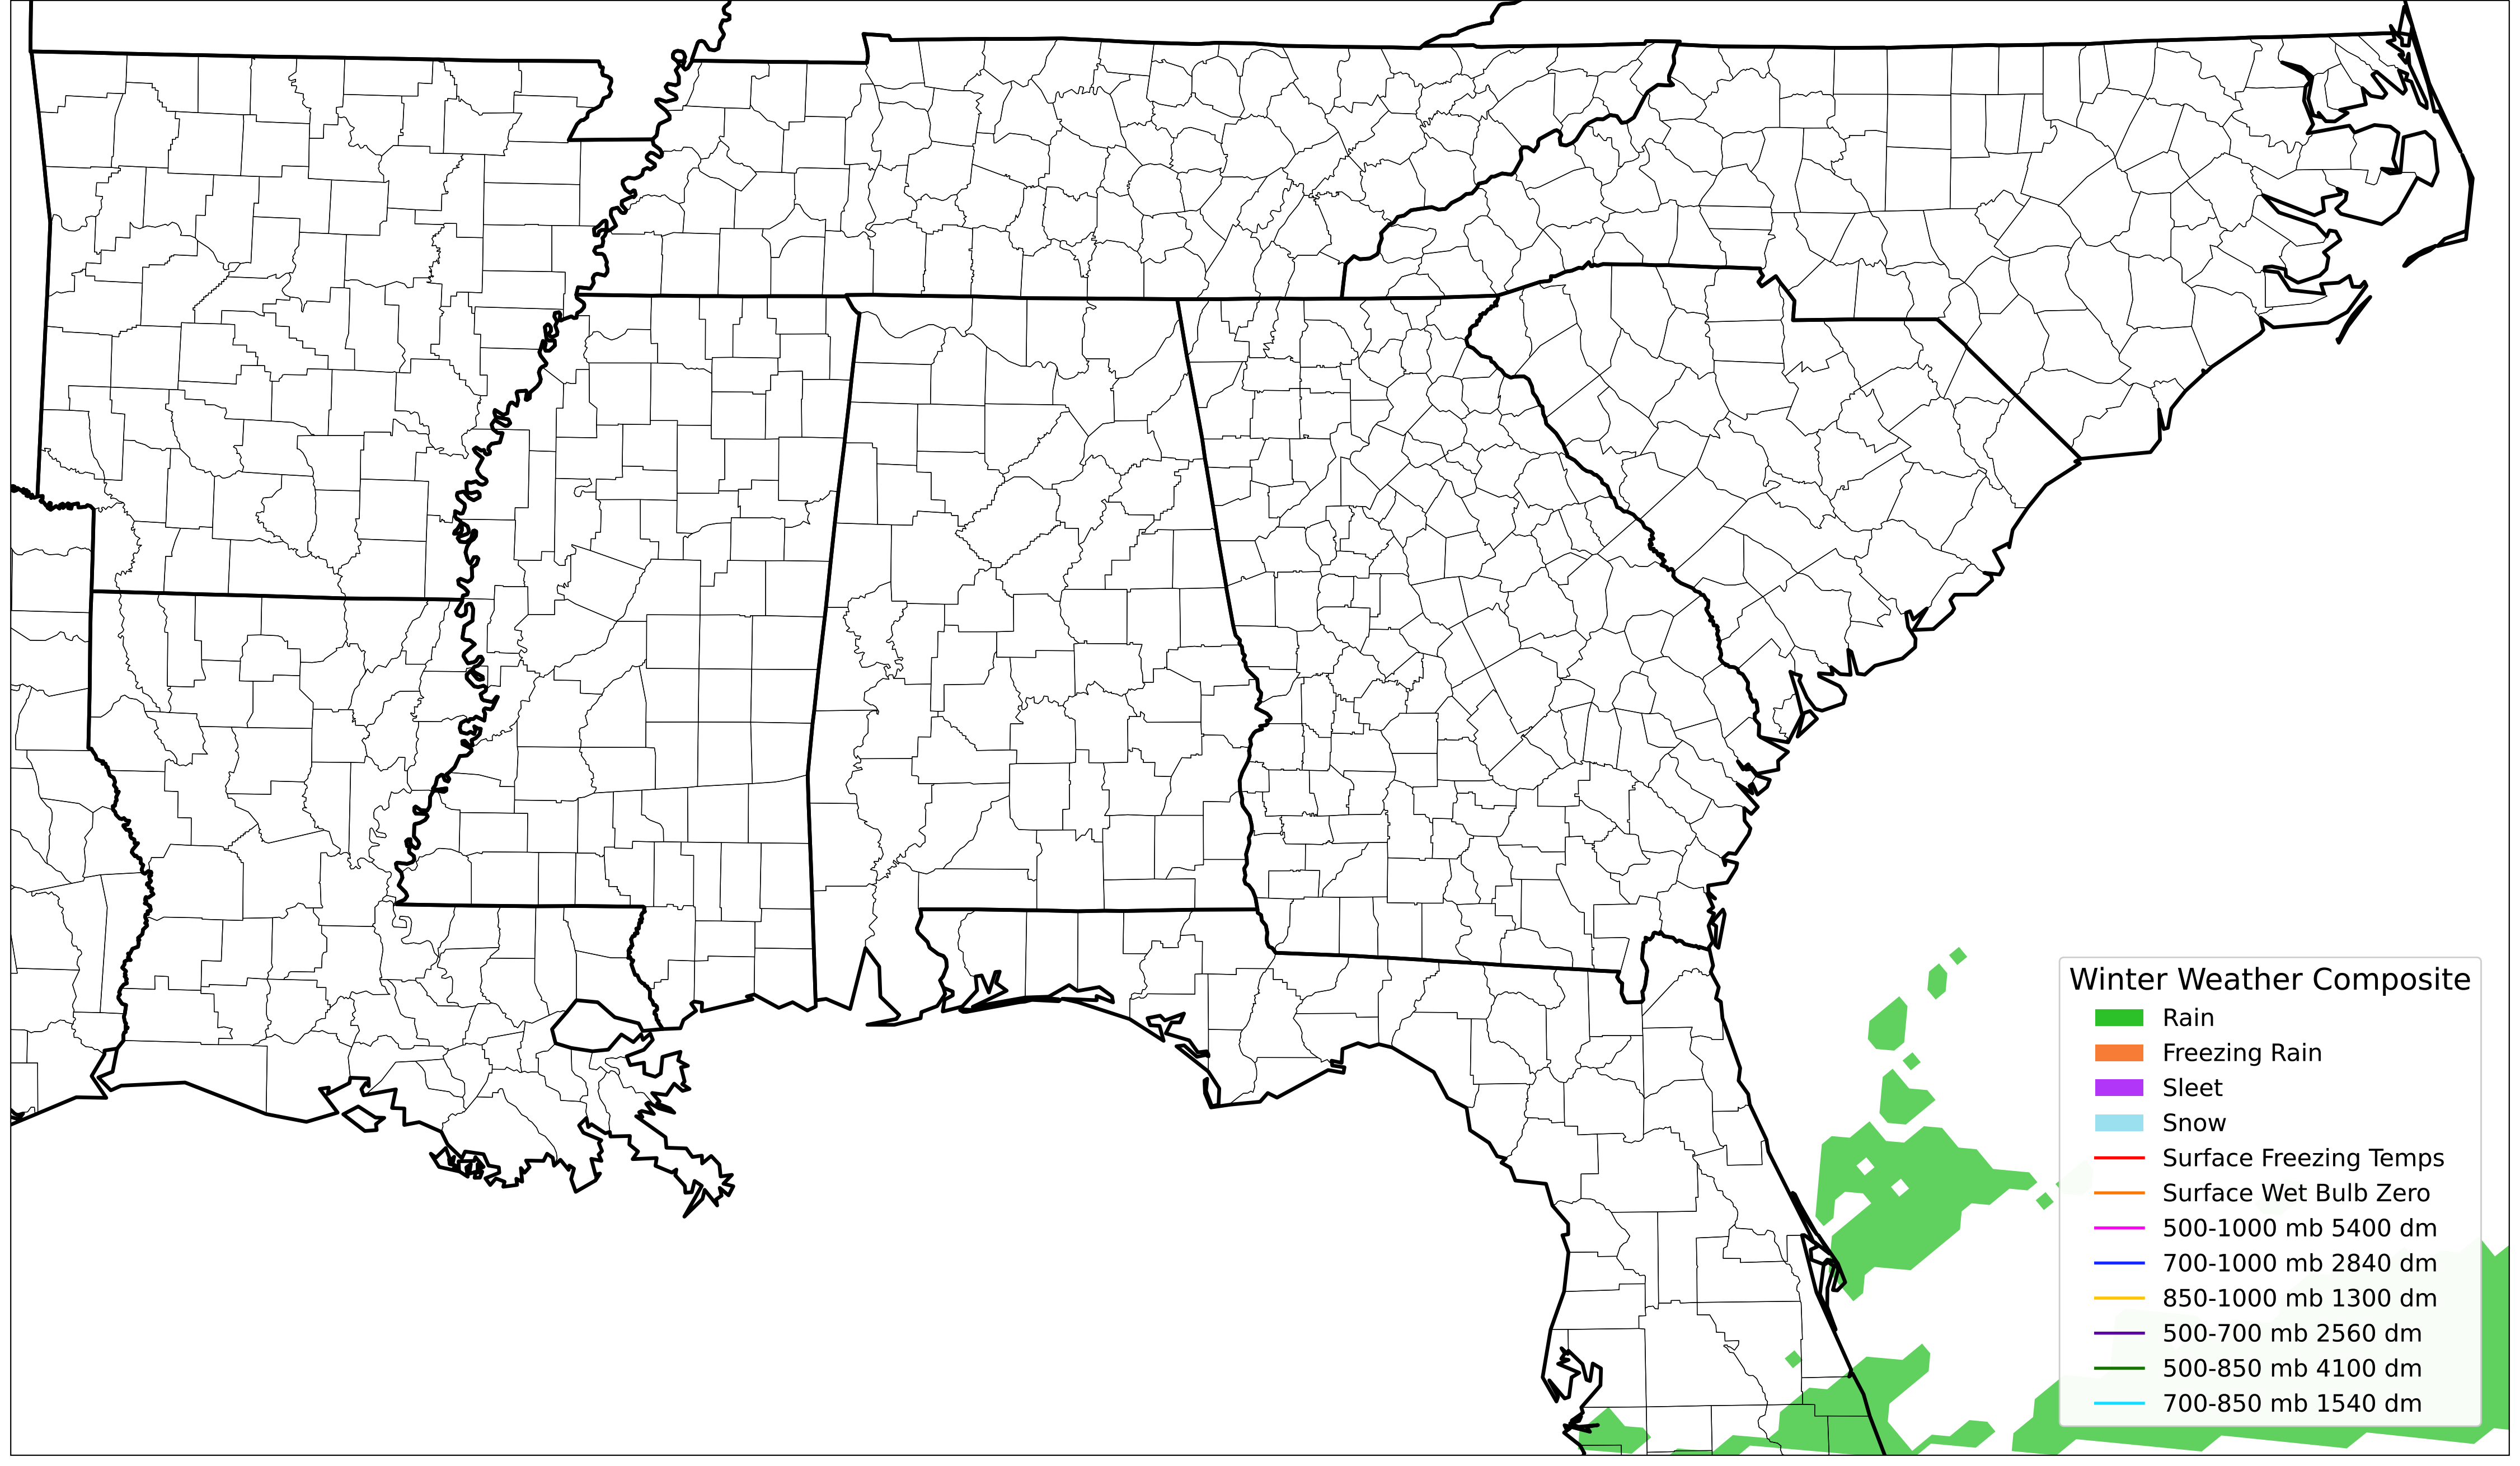 Winter Weather Composite
Rain
Freezing Rain
Sleet
Snow
Surface Freezing Temps
Surface Wet Bulb Zero
500-1000 mb 5400 dm
700-1000 mb 2840 dm
850-1000 mb 1300 dm
500-700 mb 2560 dm
500-850 mb 4100 dm
700-850 mb 1540 dm